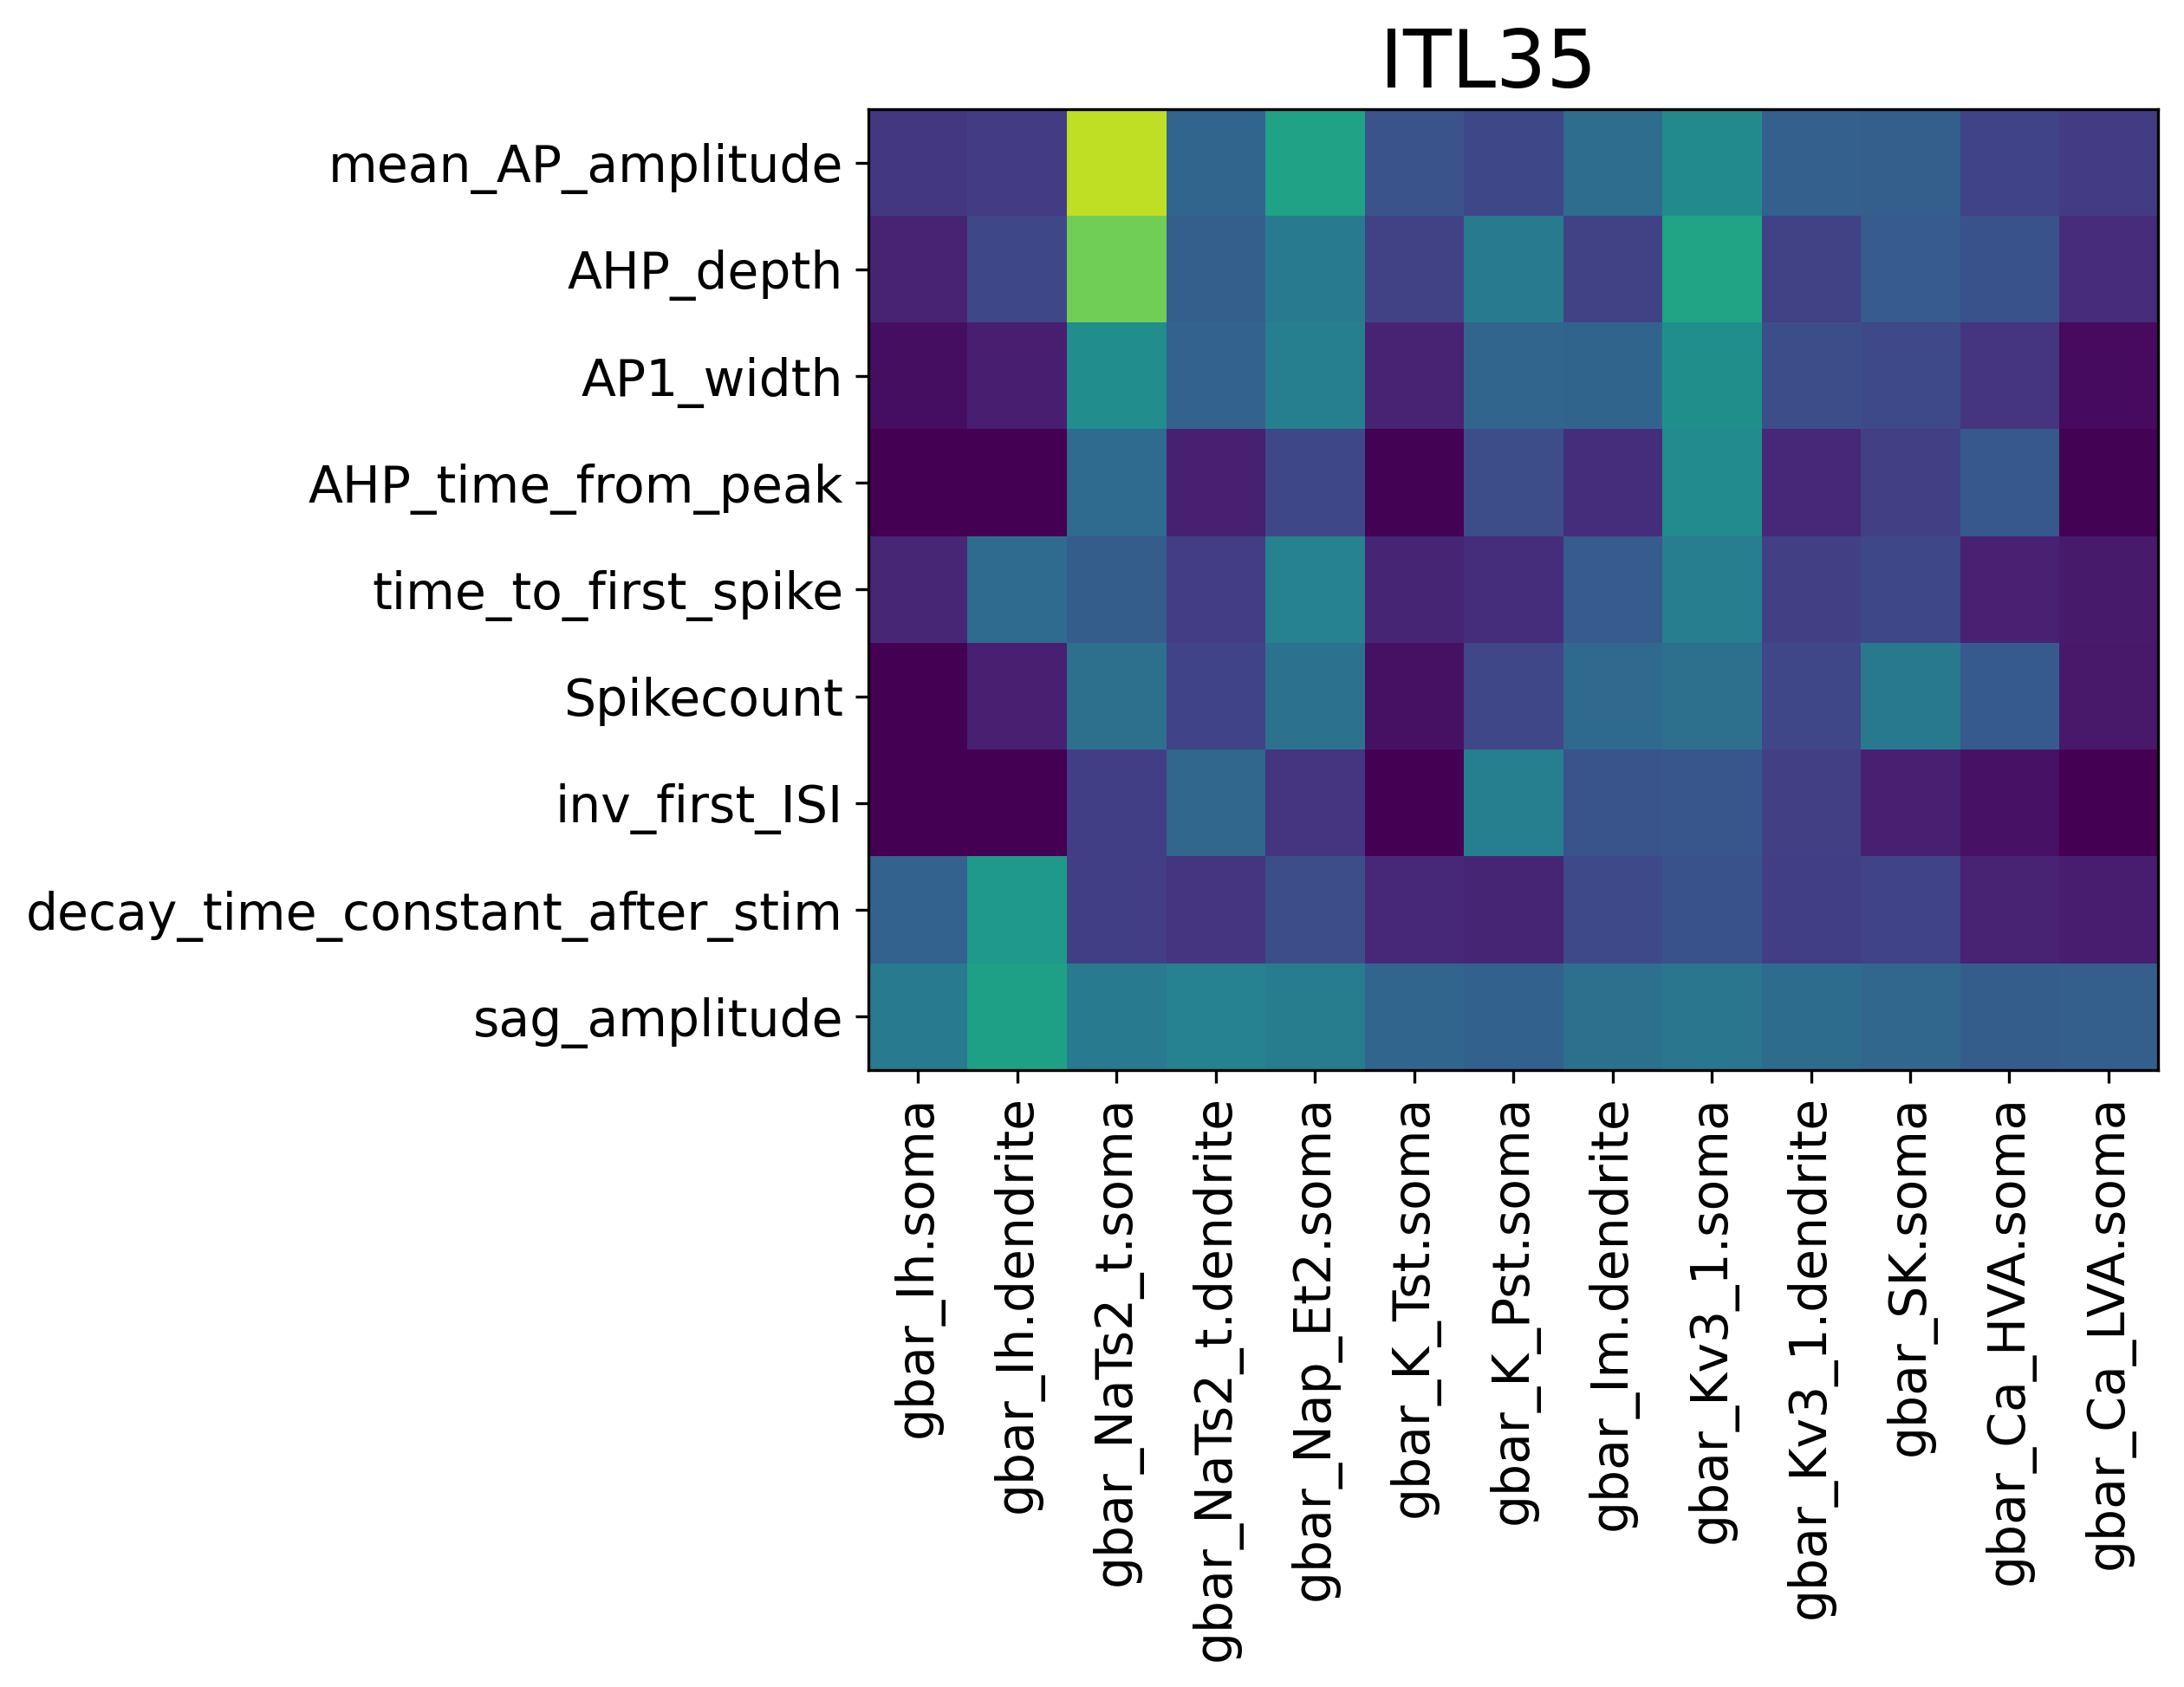 ITL35
mean_AP_amplitude
AHP_depth
AP1_width
AHP_time_from_peak
time_to_first_spike
Spikecount
inv_first_ISI
decay_time_constant_after_stim
sag_amplitude
gbar_Ih.soma
gbar_Ih.dendrite
gbar_NaTs2_t.soma
gbar_NaTs2_t.dendrite
gbar_Nap_Et2.soma
gbar_K_Tst.soma
gbar_K_Pst.soma
gbar_Im.dendrite
gbar_Kv3_1.soma
gbar_Kv3_1.dendrite
gbar_SK.soma
gbar_Ca_HVA.soma
gbar_Ca_LVA.soma